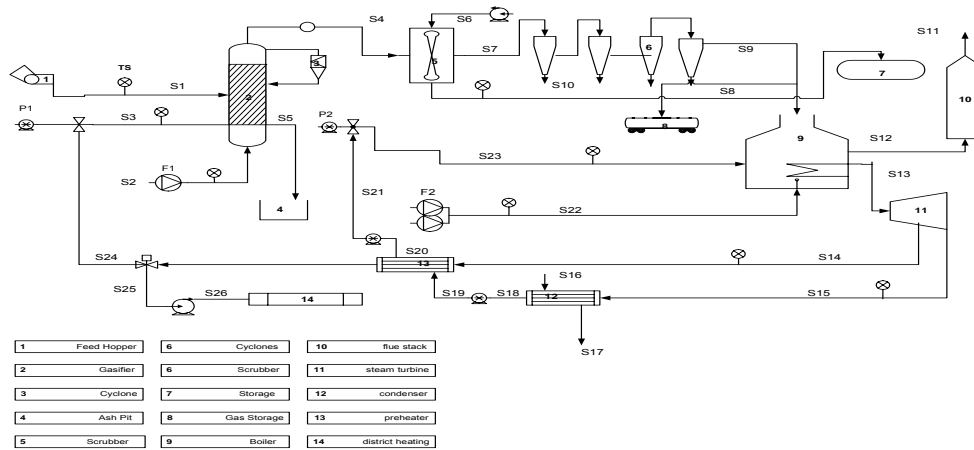 S4
S6
S7
S9
S11
TS
1
S1
3
2
5
6
7
S10
S8
10
P1
S3
S5
P2
8
9
S12
S23
S13
F1
S2
S21
F2
4
S22
11
S20
S24
13
S14
S16
S25
S26
14
S19
S18
12
S15
S17
1 Feed Hopper
6 Cyclones
10 flue stack
2 Gasifier
6 Scrubber
11 steam turbine
3 Cyclone
7 Storage
12 condenser
4 Ash Pit
8 Gas Storage
13 preheater
5 Scrubber
9 Boiler
14 district heating